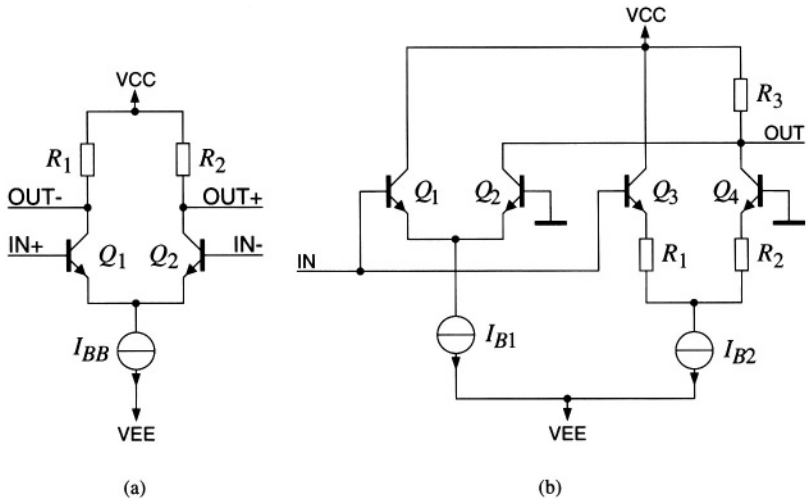 VCC
R1
R2
OUT-
OUT+
IN+
Q1
Q2
IN-
IBB
VEE
(a)
VCC
R3
OUT
Q1
Q2
Q3
Q4
IN
R1
R2
IB1
IB2
VEE
(b)